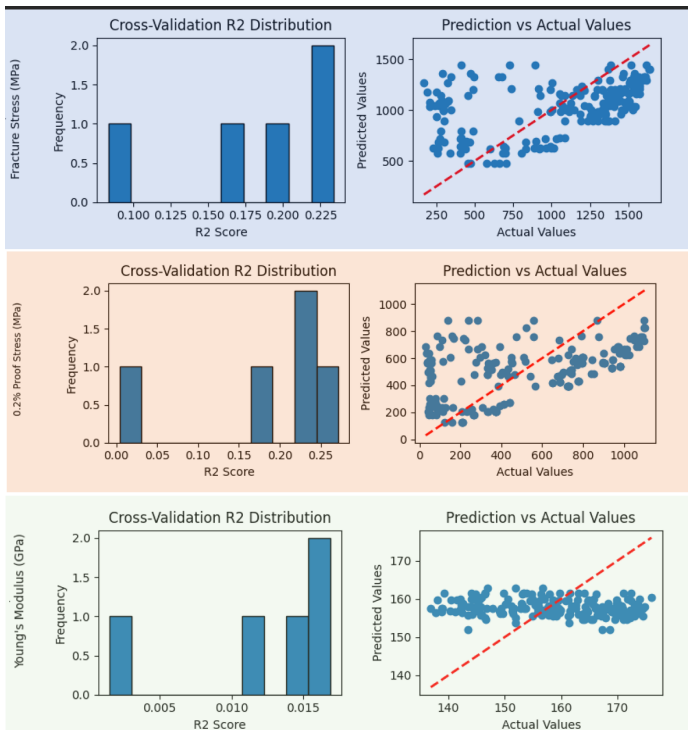 Cross-Validation R2 Distribution
Prediction vs Actual Values
Fracture Stress (MPa)
Frequency
2.0
1.5
1.0
0.5
0.0
0.100 0.125 0.150 0.175 0.200 0.225
R2 Score
Predicted Values
1500
1000
500
250 500 750 1000 1250 1500
Actual Values
Cross-Validation R2 Distribution
Prediction vs Actual Values
0.2% Proof Stress (MPa)
Frequency
2.0
1.5
1.0
0.5
0.0
0.00 0.05 0.10 0.15 0.20 0.25
R2 Score
Predicted Values
1000
800
600
400
200
0
0 200 400 600 800 1000
Actual Values
Cross-Validation R2 Distribution
Prediction vs Actual Values
Young's Modulus (GPa)
Frequency
2.0
1.5
1.0
0.5
0.0
0.005 0.010 0.015
R2 Score
Predicted Values
170
160
150
140
140 150 160 170
Actual Values